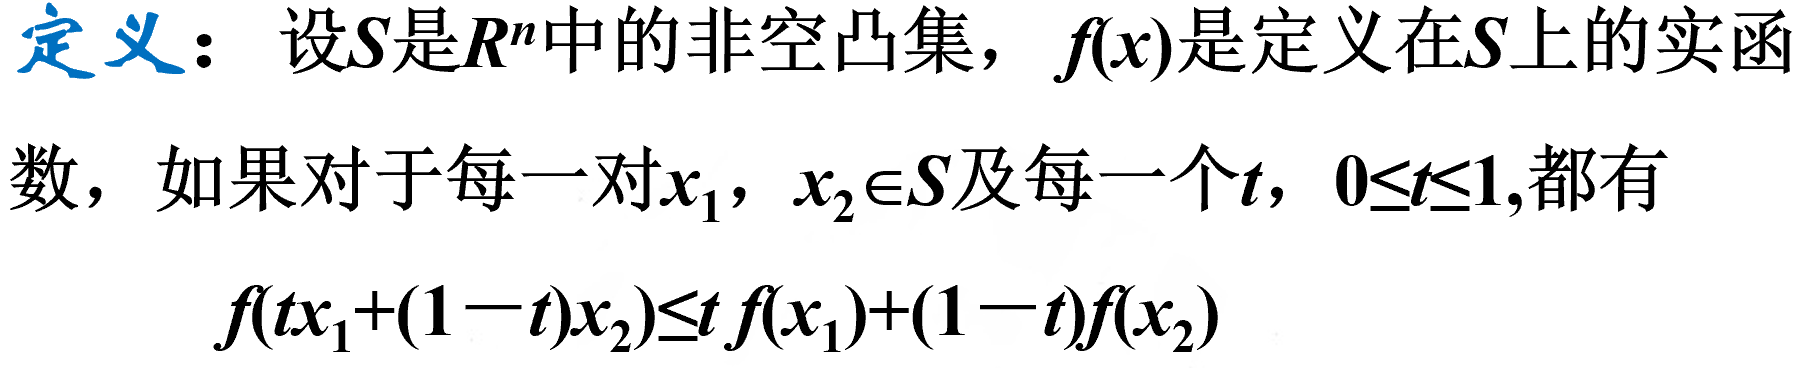 定义： 设S是Rⁿ中的非空凸集， f(x)是定义在S上的实函
数，如果对于每一对x₁，x₂∈S及每一个t，0≤t≤1,都有
f(tx₁+(1－t)x₂)≤t f(x₁)+(1－t)f(x₂)